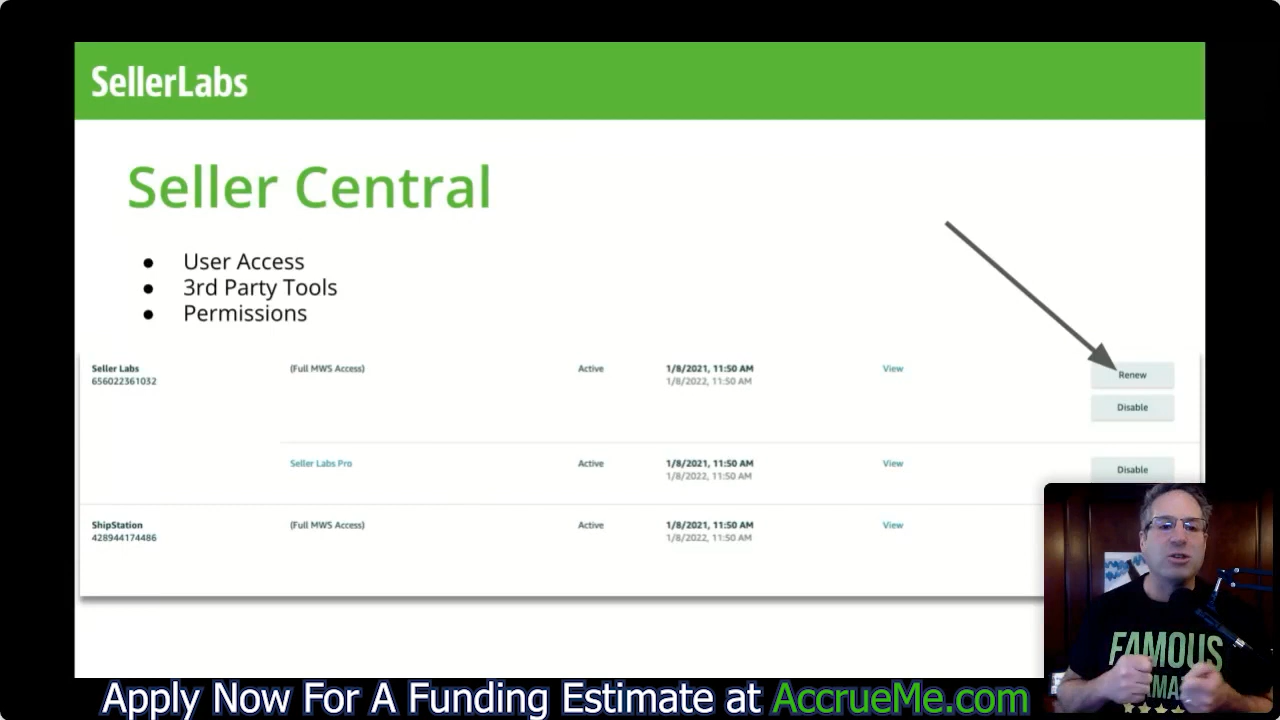 SellerLabs
Seller Central
● User Access
● 3rd Party Tools
● Permissions
Seller Labs (Full MWS Access) Active 1/8/2021, 11:50 AM View Renew
656022361032 1/8/2022, 11:50 AM
Disable
Seller Labs Pro Active 1/8/2021, 11:50 AM View Disable
1/8/2022, 11:50 AM
ShipStation (Full MWS Access) Active 1/8/2021, 11:50 AM View
428944174486 1/8/2022, 11:50 AM
FAMOUS
Apply Now For A Funding Estimate at AccrueMe.com